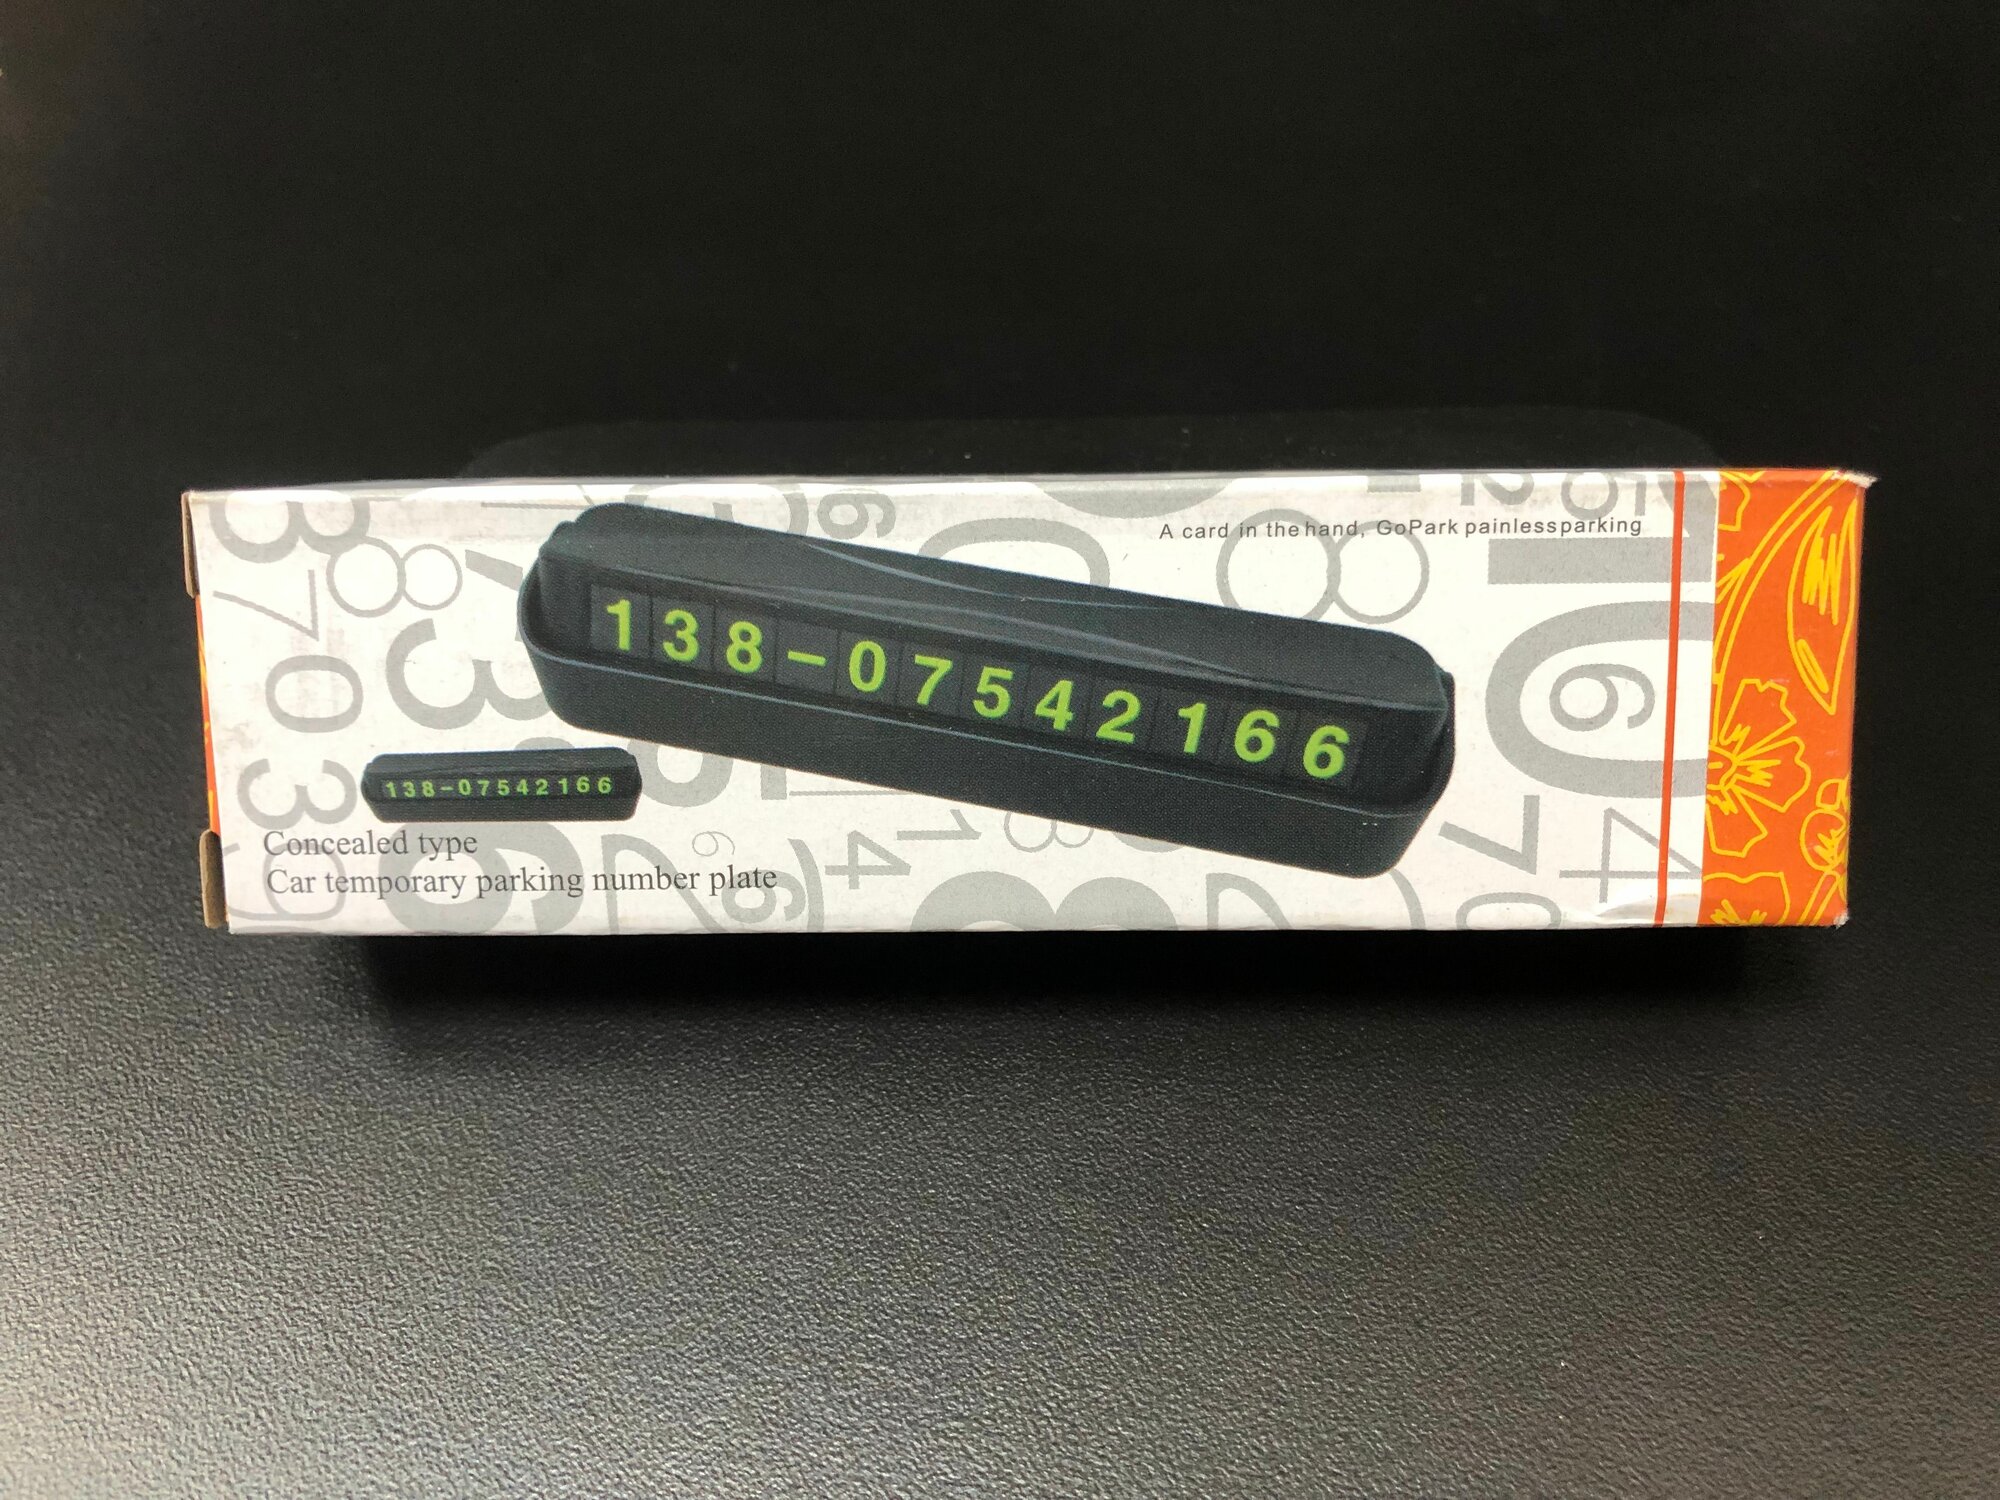 A card in the hand, GoPark painlessparking
138-07542166
138-07542166
Concealed type
Car temporary parking number plate